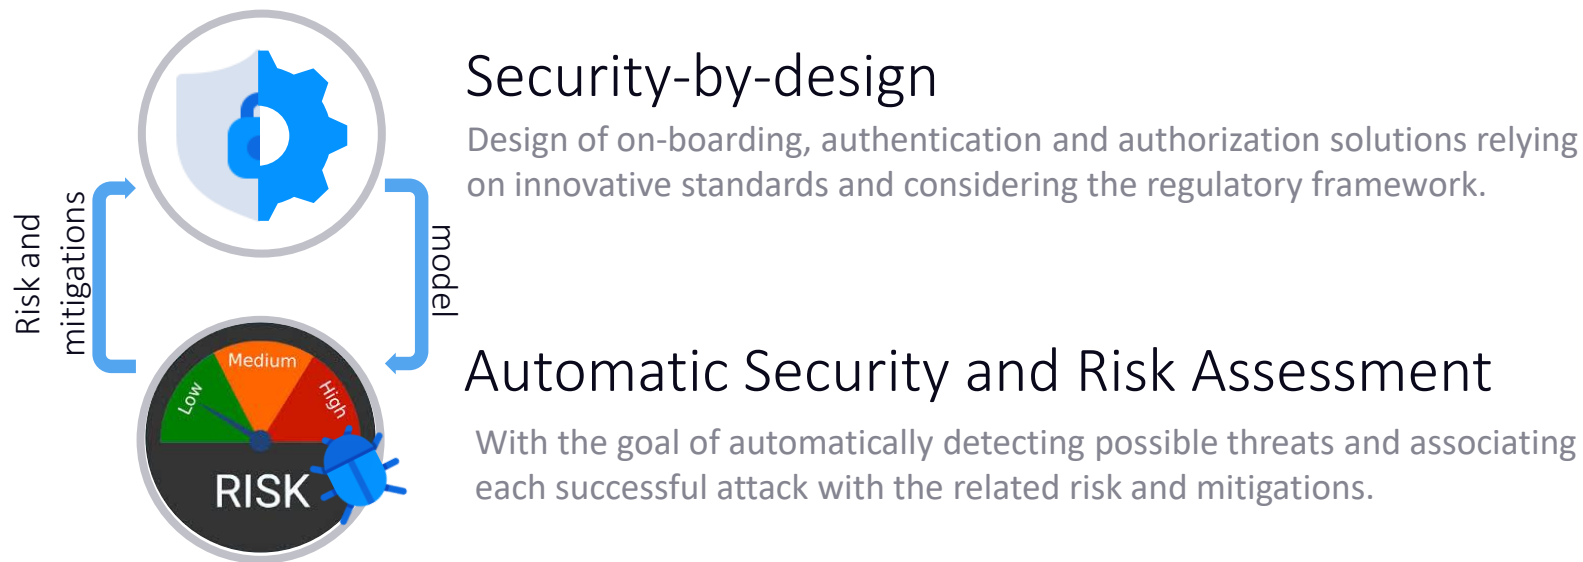 Security-by-design
Design of on-boarding, authentication and authorization solutions relying
on innovative standards and considering the regulatory framework.
Risk and
mitigations
model
Low
Medium
High
RISK
Automatic Security and Risk Assessment
With the goal of automatically detecting possible threats and associating
each successful attack with the related risk and mitigations.